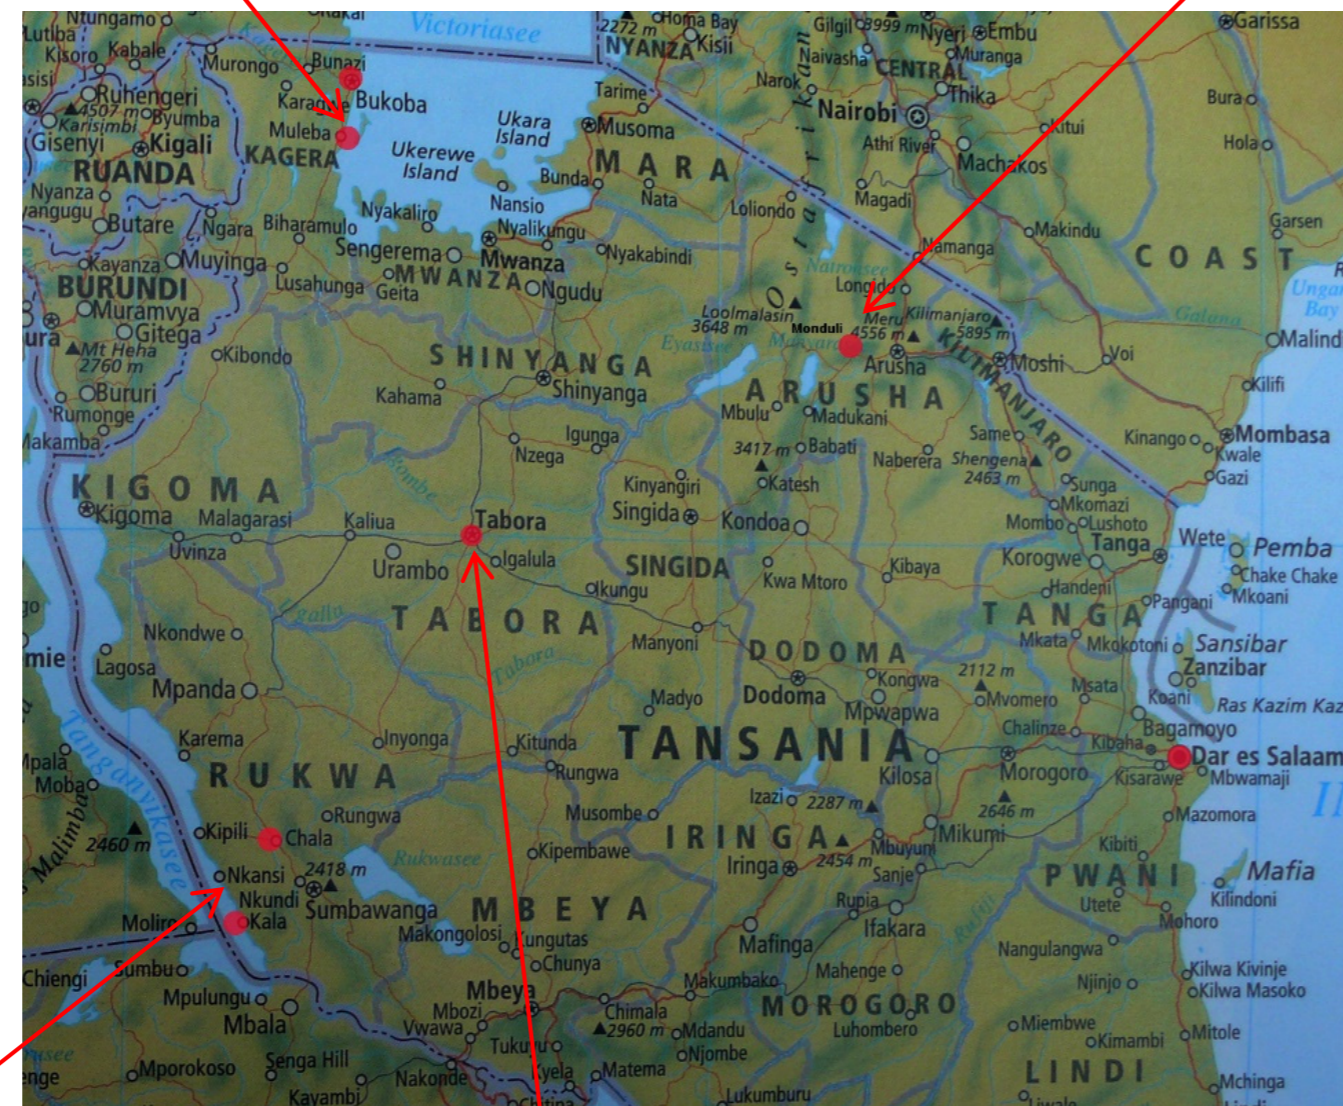 Ntungamo
Rakai
Victoriasee
2272 m
Homa Bay
Gilgil
3999 m
Nyeri
Embu
Garissa
Lutiba
Kabale
NYANZA
Kisii
Naivasha
Muranga
Kisoro
Murongo
Bunazi
CENTRAL
Ruhengeri
Karagwe
Bukoba
Tarime
Narok
Thika
Bura
4507 m
Karisimbi
Byumba
Muleba
Ukara
Island
Musoma
Nairobi
Kitui
Gisenyi
Kigali
KAGERA
Ukerewe
Island
MARA
Athi River
Machakos
Hola
RUANDA
Bunda
Nyanza
Nansio
Nata
Loliondo
Magadi
Butare
Ngara
Biharamulo
Nyakaliro
Nyalikungu
Makindu
Garsen
Kayanza
Muyinga
Sengerema
Mwanza
Nyakabindi
Namanga
COAST
BURUNDI
Lusahunga
Geita
MWANZA
Ngudu
Natronsee
Longido
Muramvya
Loolmalasin
3648 m
Meru
4556 m
Kilimanjaro
5895 m
Galana
Gitega
Monduli
Malind
Mt Heha
2760 m
Kibondo
SHINYANGA
Eyasisee
Arusha
KILIMANJARO
Moshi
Voi
Bururi
Kahama
Shinyanga
ARUSHA
Kilifi
Rumonge
Mbulu
Madukani
Makamba
Igunga
Nzega
3417 m
Babati
Naberera
Same
Shengena
2463 m
Kinango
Mombasa
Kwale
Gazi
KIGOMA
Kinyangiri
Katesh
Sunga
Mkomazi
Kigoma
Malagarasi
Kaliua
Tabora
Singida
Kondoa
Mombo
Lushoto
Wete
Pemba
Uvinza
Urambo
Igalula
SINGIDA
Kwa Mtoro
Kibaya
Korogwe
Tanga
Chake Chake
Mkoani
Ikungu
Handeni
Pangani
Ugalla
TABORA
TANGA
Nkondwe
Manyoni
Mkata
Mkokotoni
Sansibar
Zanzibar
Lagosa
Tabora
DODOMA
2112 m
Mpanda
Madyo
Dodoma
Kongwa
Mpwapwa
Mvomero
Msata
Koani
Ras Kazim Kaz
Karema
Inyonga
Kitunda
TANSANIA
Chalinze
Bagamoyo
Kibaha
Dar es Salaam
Mpala
Moba
RUKWA
Rungwa
Kilosa
Morogoro
Kisarawe
Mbwamaji
Tanganyikasee
Rungwa
Musombe
Izazi
2287 m
2646 m
Mazomora
Malimba
2460 m
Kipili
Chala
IRINGA
Mikumi
Kibiti
Rukwasee
Kipembawe
Iringa
2454 m
Mbuyuni
Sanje
PWANI
Mafia
Nkansi
2418 m
Nkundi
Sumbawanga
Utete
Kilindoni
Moliro
Kala
MBEYA
Rupia
Ifakara
Rufiji
Mohoro
Makongolosi
Mafinga
Nangulangwa
Chiengi
Sumbu
Chunya
Mahenge
Kilwa Kivinje
Mpulungu
Mbeya
Makumbako
Njinjo
Kilwa Masoko
Mbala
Mbozi
Vwawa
Chimala
2960 m
Mdandu
MOROGORO
Luhombero
Miembwe
Kimambi
Mitole
Tukuyu
Njombe
Mporokoso
Senga Hill
Nakonde
Kyela
Matema
LINDI
Mchinga
Kayambi
Lukumburu